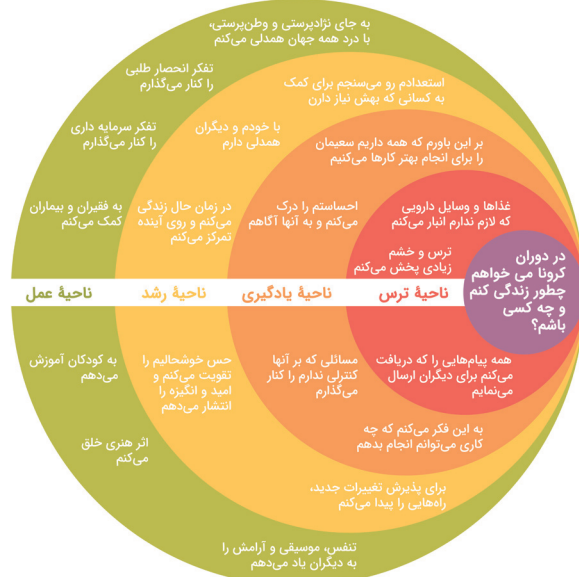 به جای نژادپرستی و وطن‌پرستی،
با درد همه جهان همدلی می‌کنم
تفکر انحصار طلبی
را کنار می‌گذارم
استعدادم رو می‌سنجم برای کمک
به کسانی که بهش نیاز دارن
تفکر سرمایه داری
را کنار می‌گذارم
با خودم و دیگران
همدلی دارم
بر این باورم که همه داریم سعیمان
را برای انجام بهتر کارها می‌کنیم
به فقیران و بیماران
کمک می‌کنم
در زمان حال زندگی
می‌کنم و روی آینده
تمرکز می‌کنم
احساستم را درک
می‌کنم و به آنها آگاهم
غذاها و وسایل دارویی
که لازم ندارم انبار می‌کنم
ترس و خشم
زیادی پخش می‌کنم
در دوران
کرونا می خواهم
چطور زندگی کنم
و چه کسی
باشم؟
ناحیهٔ ترس
ناحیهٔ یادگیری
ناحیهٔ رشد
ناحیهٔ عمل
همه پیام‌هایی را که دریافت
می‌کنم برای دیگران ارسال
می‌نمایم
مسائلی که بر آنها
کنترلی ندارم را کنار
می‌گذارم
حس خوشحالیم را
تقویت می‌کنم و
امید و انگیزه را
انتشار می‌دهم
به کودکان آموزش
می‌دهم
به این فکر می‌کنم که چه
کاری می‌توانم انجام بدهم
اثر هنری خلق
می‌کنم
برای پذیرش تغییرات جدید،
راه‌هایی را پیدا می‌کنم
تنفس، موسیقی و آرامش را
به دیگران یاد می‌دهم